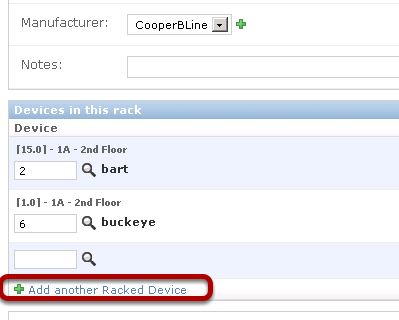 Manufacturer: CooperBLine
Notes:
Devices in this rack
Device
[15.0] - 1A - 2nd Floor
2 bart
[1.0] - 1A - 2nd Floor
6 buckeye
Add another Racked Device